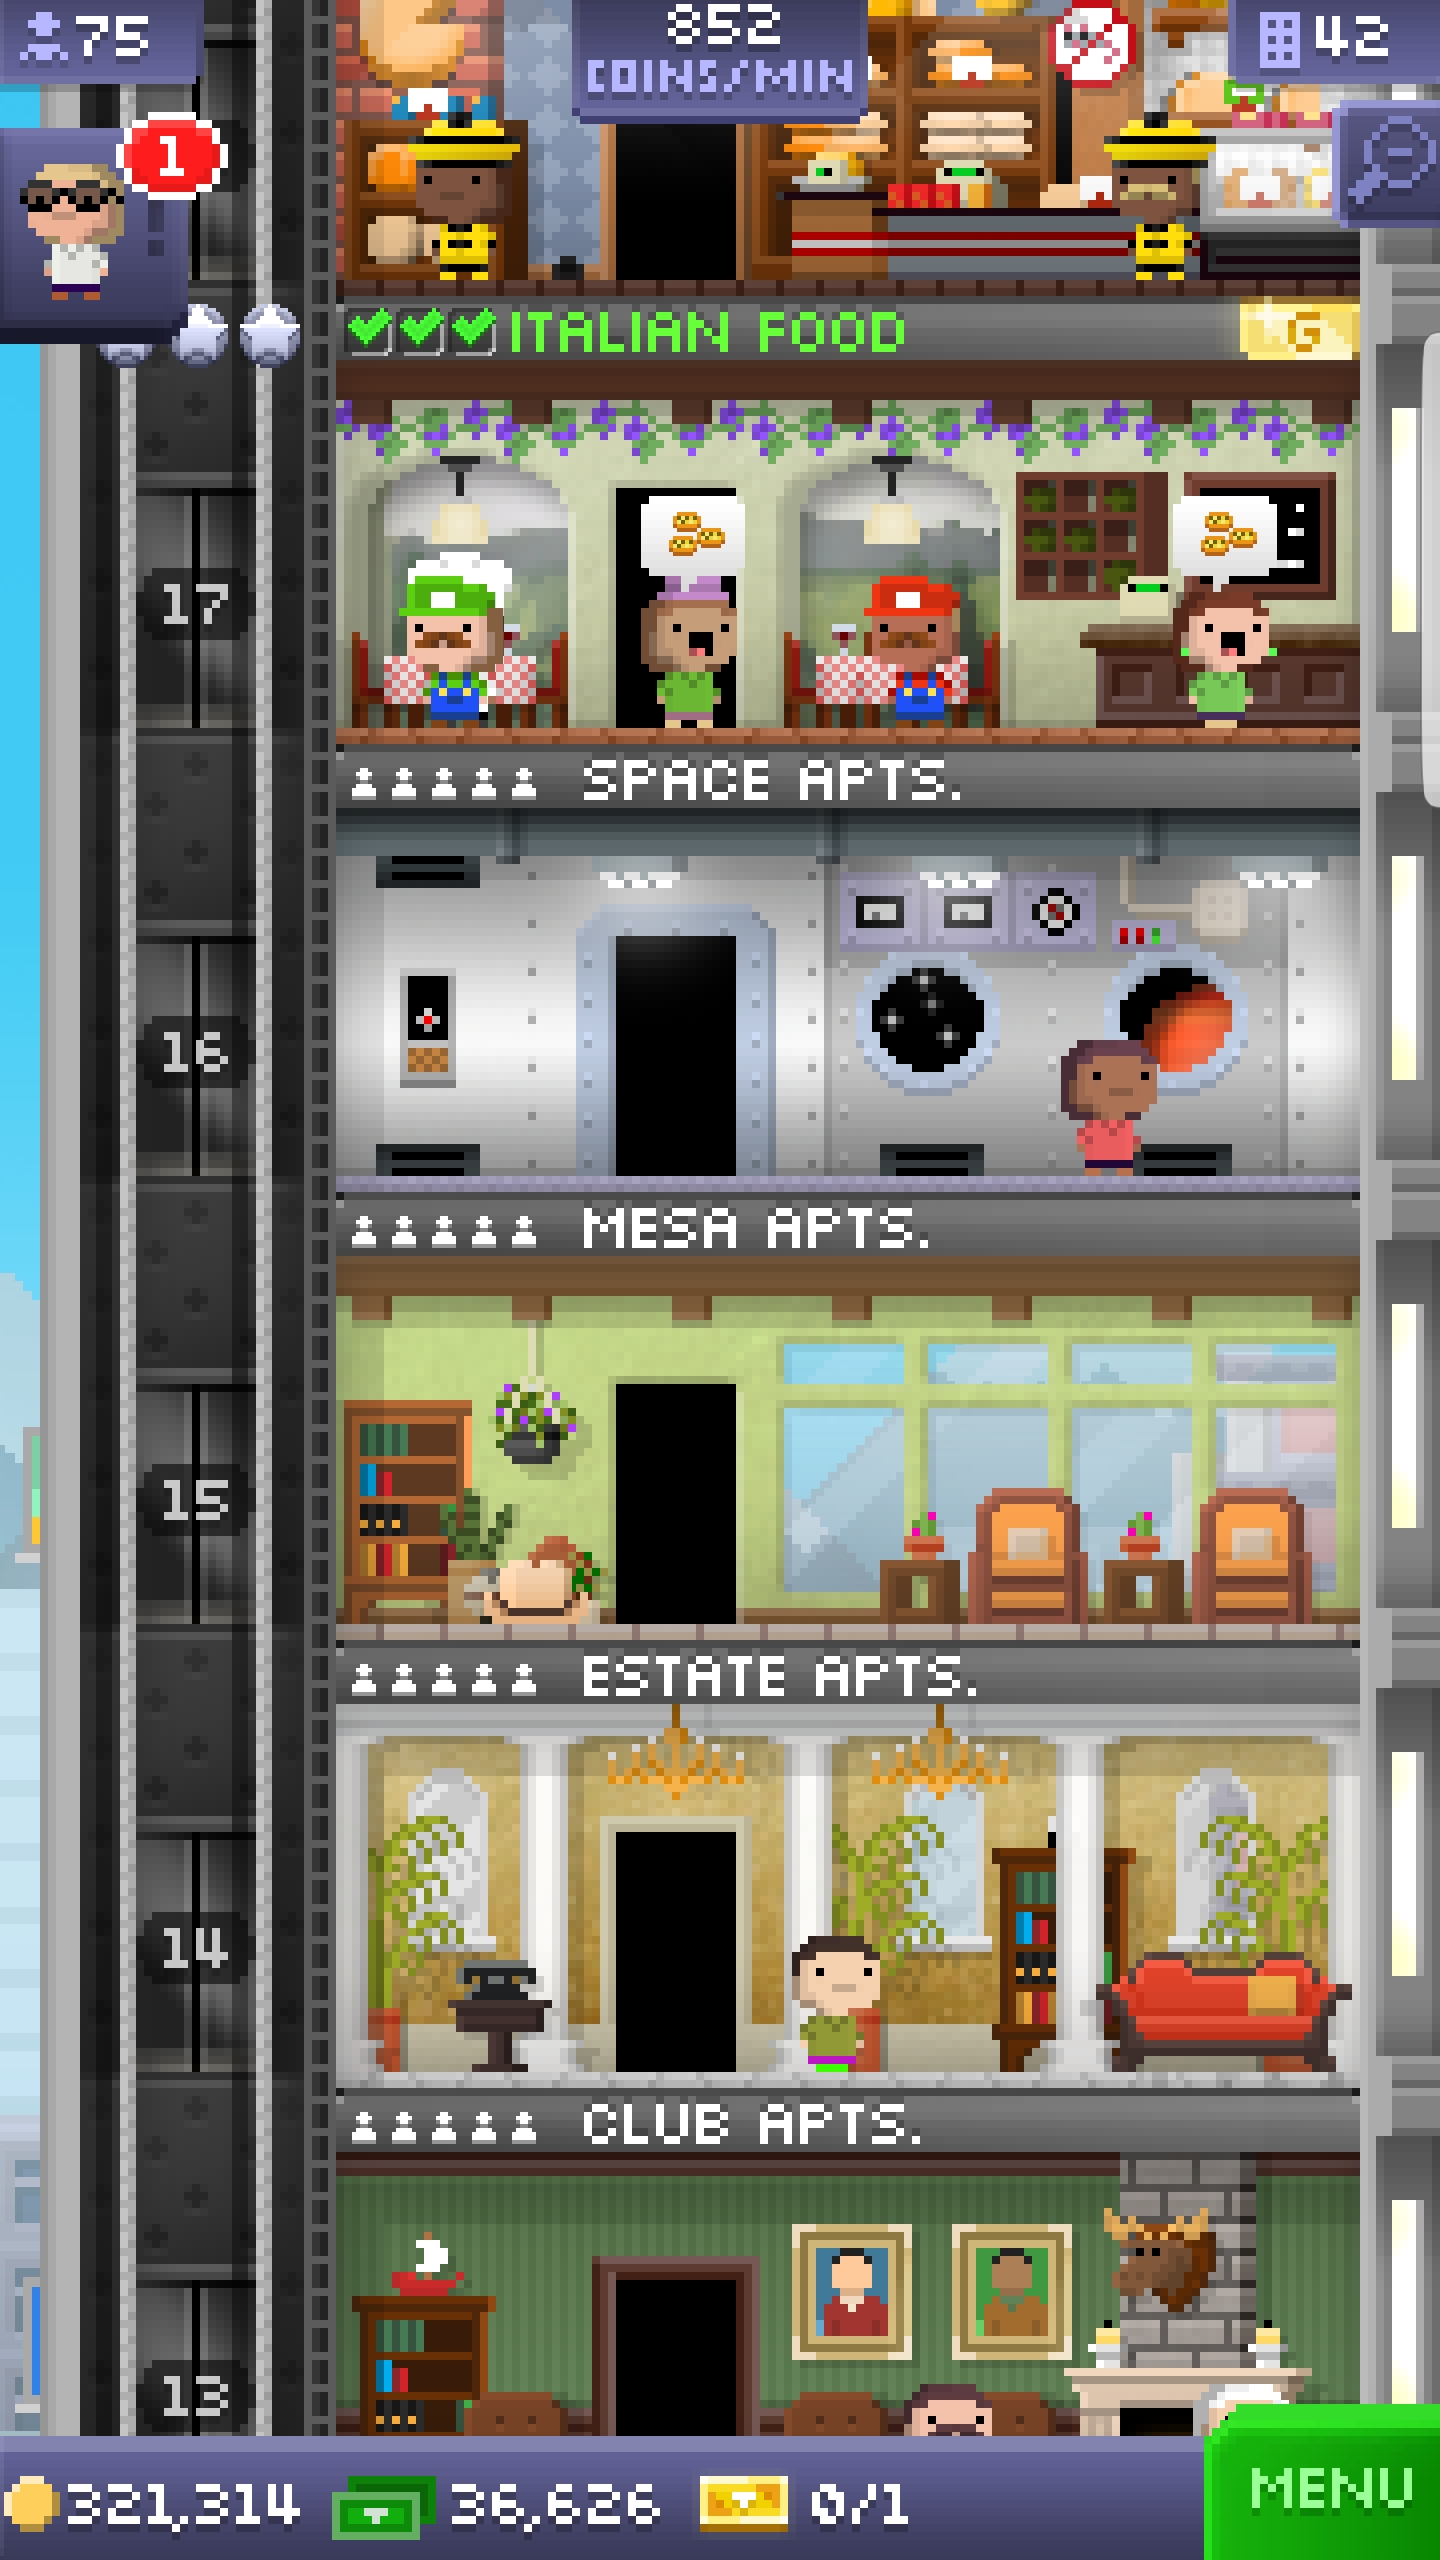 75
852
COINS/MIN
42
1
ITALIAN FOOD
G
17
SPACE APTS.
16
MESA APTS.
15
ESTATE APTS.
14
CLUB APTS.
13
321,314
36,626
0/1
MENU